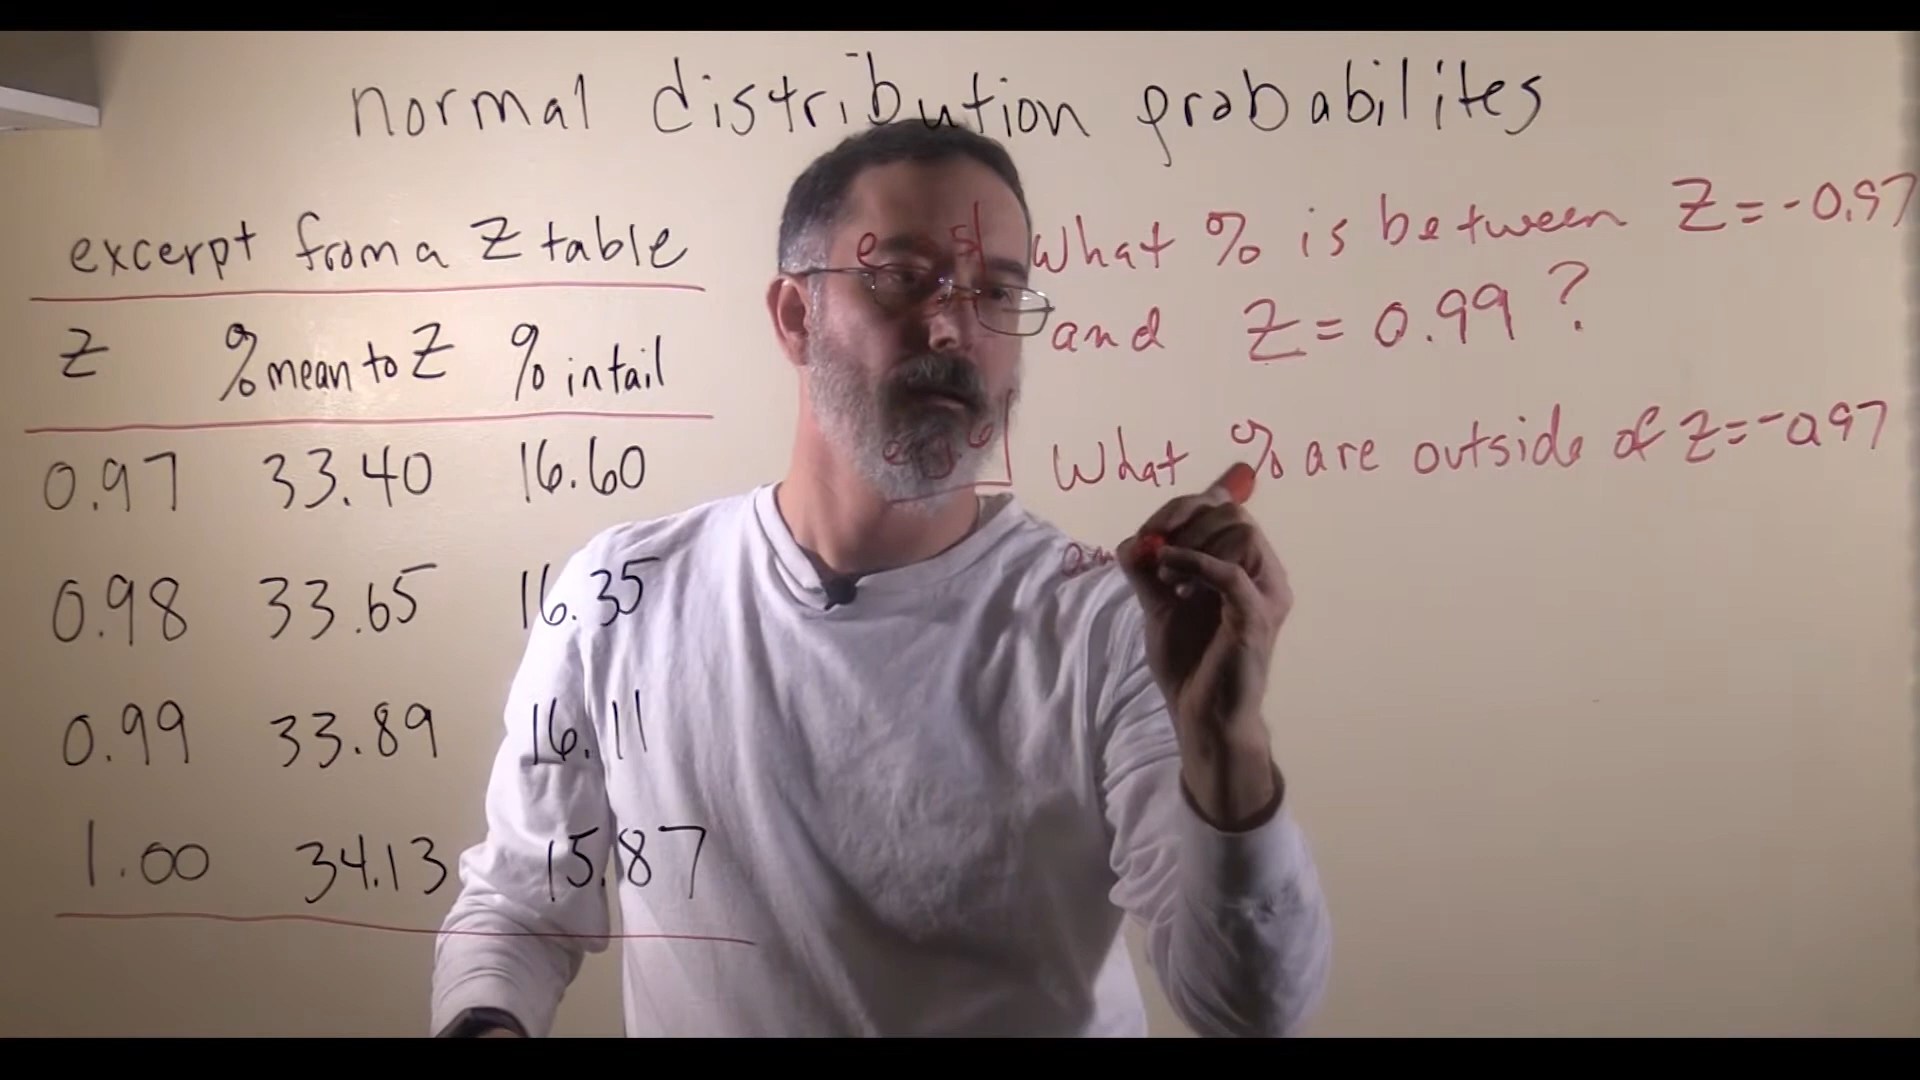 normal distribution probabilites
excerpt from a Z table
Z % mean to Z % in tail
0.97 33.40 16.60
0.98 33.65 16.35
0.99 33.89 16.11
1.00 34.13 15.87
What % is between Z = -0.97
and Z = 0.99 ?
e.g. 6 What % are outside of Z = -0.97